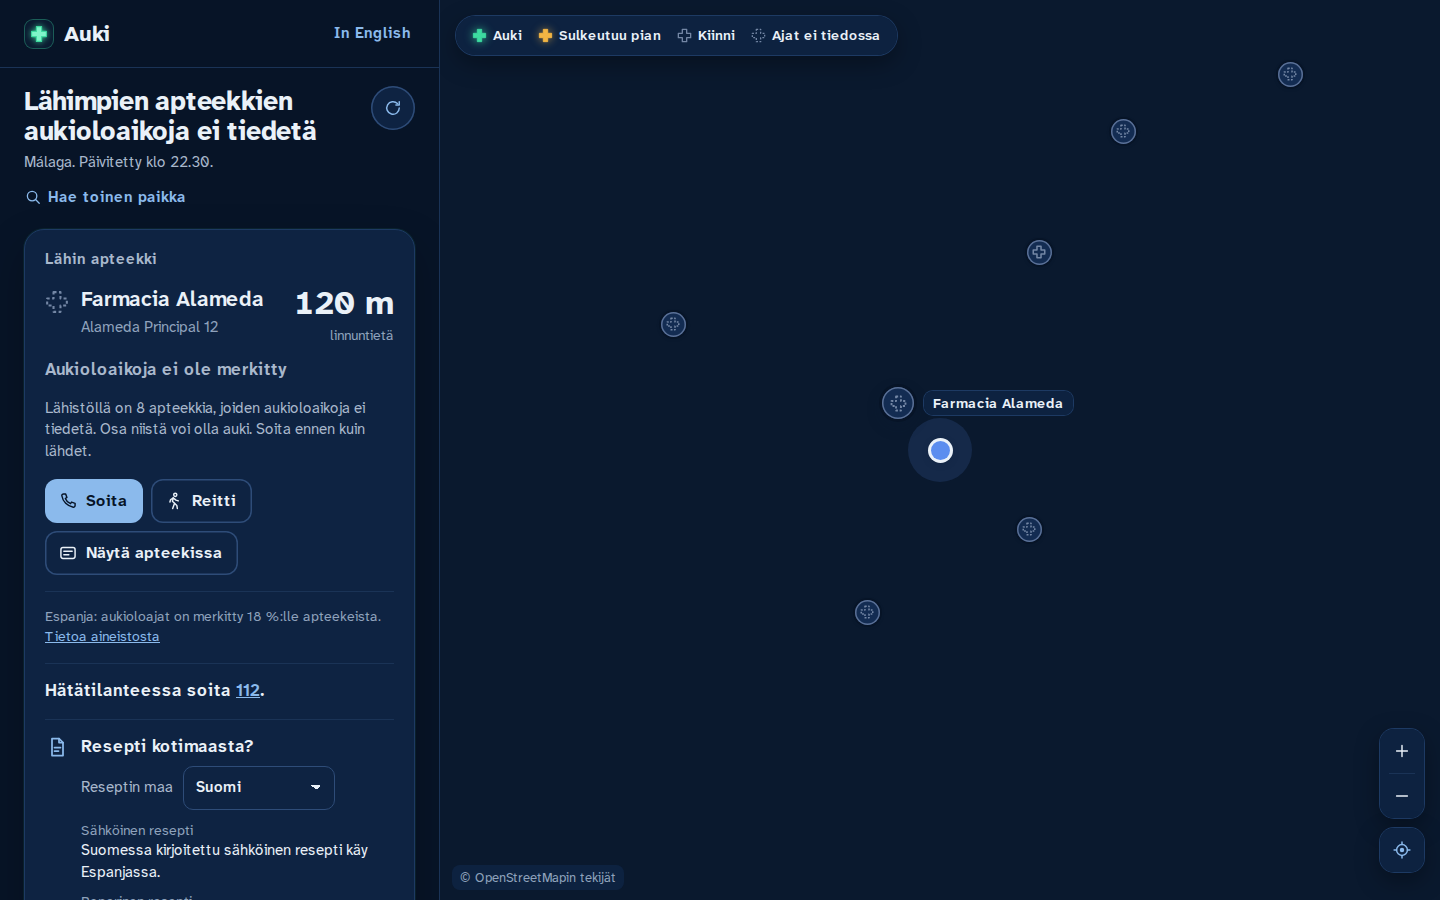 Auki
In English
Lähimpien apteekkien
aukioloaikoja ei tiedetä
Málaga. Päivitetty klo 22.30.
Hae toinen paikka
Lähin apteekki
Farmacia Alameda
120 m
Alameda Principal 12
linnuntietä
Aukioloaikoja ei ole merkitty
Lähistöllä on 8 apteekkia, joiden aukioloaikoja ei
tiedetä. Osa niistä voi olla auki. Soita ennen kuin
lähdet.
Soita
Reitti
Näytä apteekissa
Espanja: aukioloajat on merkitty 18 %:lle apteekeista.
Tietoa aineistosta
Hätätilanteessa soita 112.
Resepti kotimaasta?
Reseptin maa
Suomi
Sähköinen resepti
Suomessa kirjoitettu sähköinen resepti käy
Espanjassa.
Auki
Sulkeutuu pian
Kiinni
Ajat ei tiedossa
Farmacia Alameda
© OpenStreetMapin tekijät